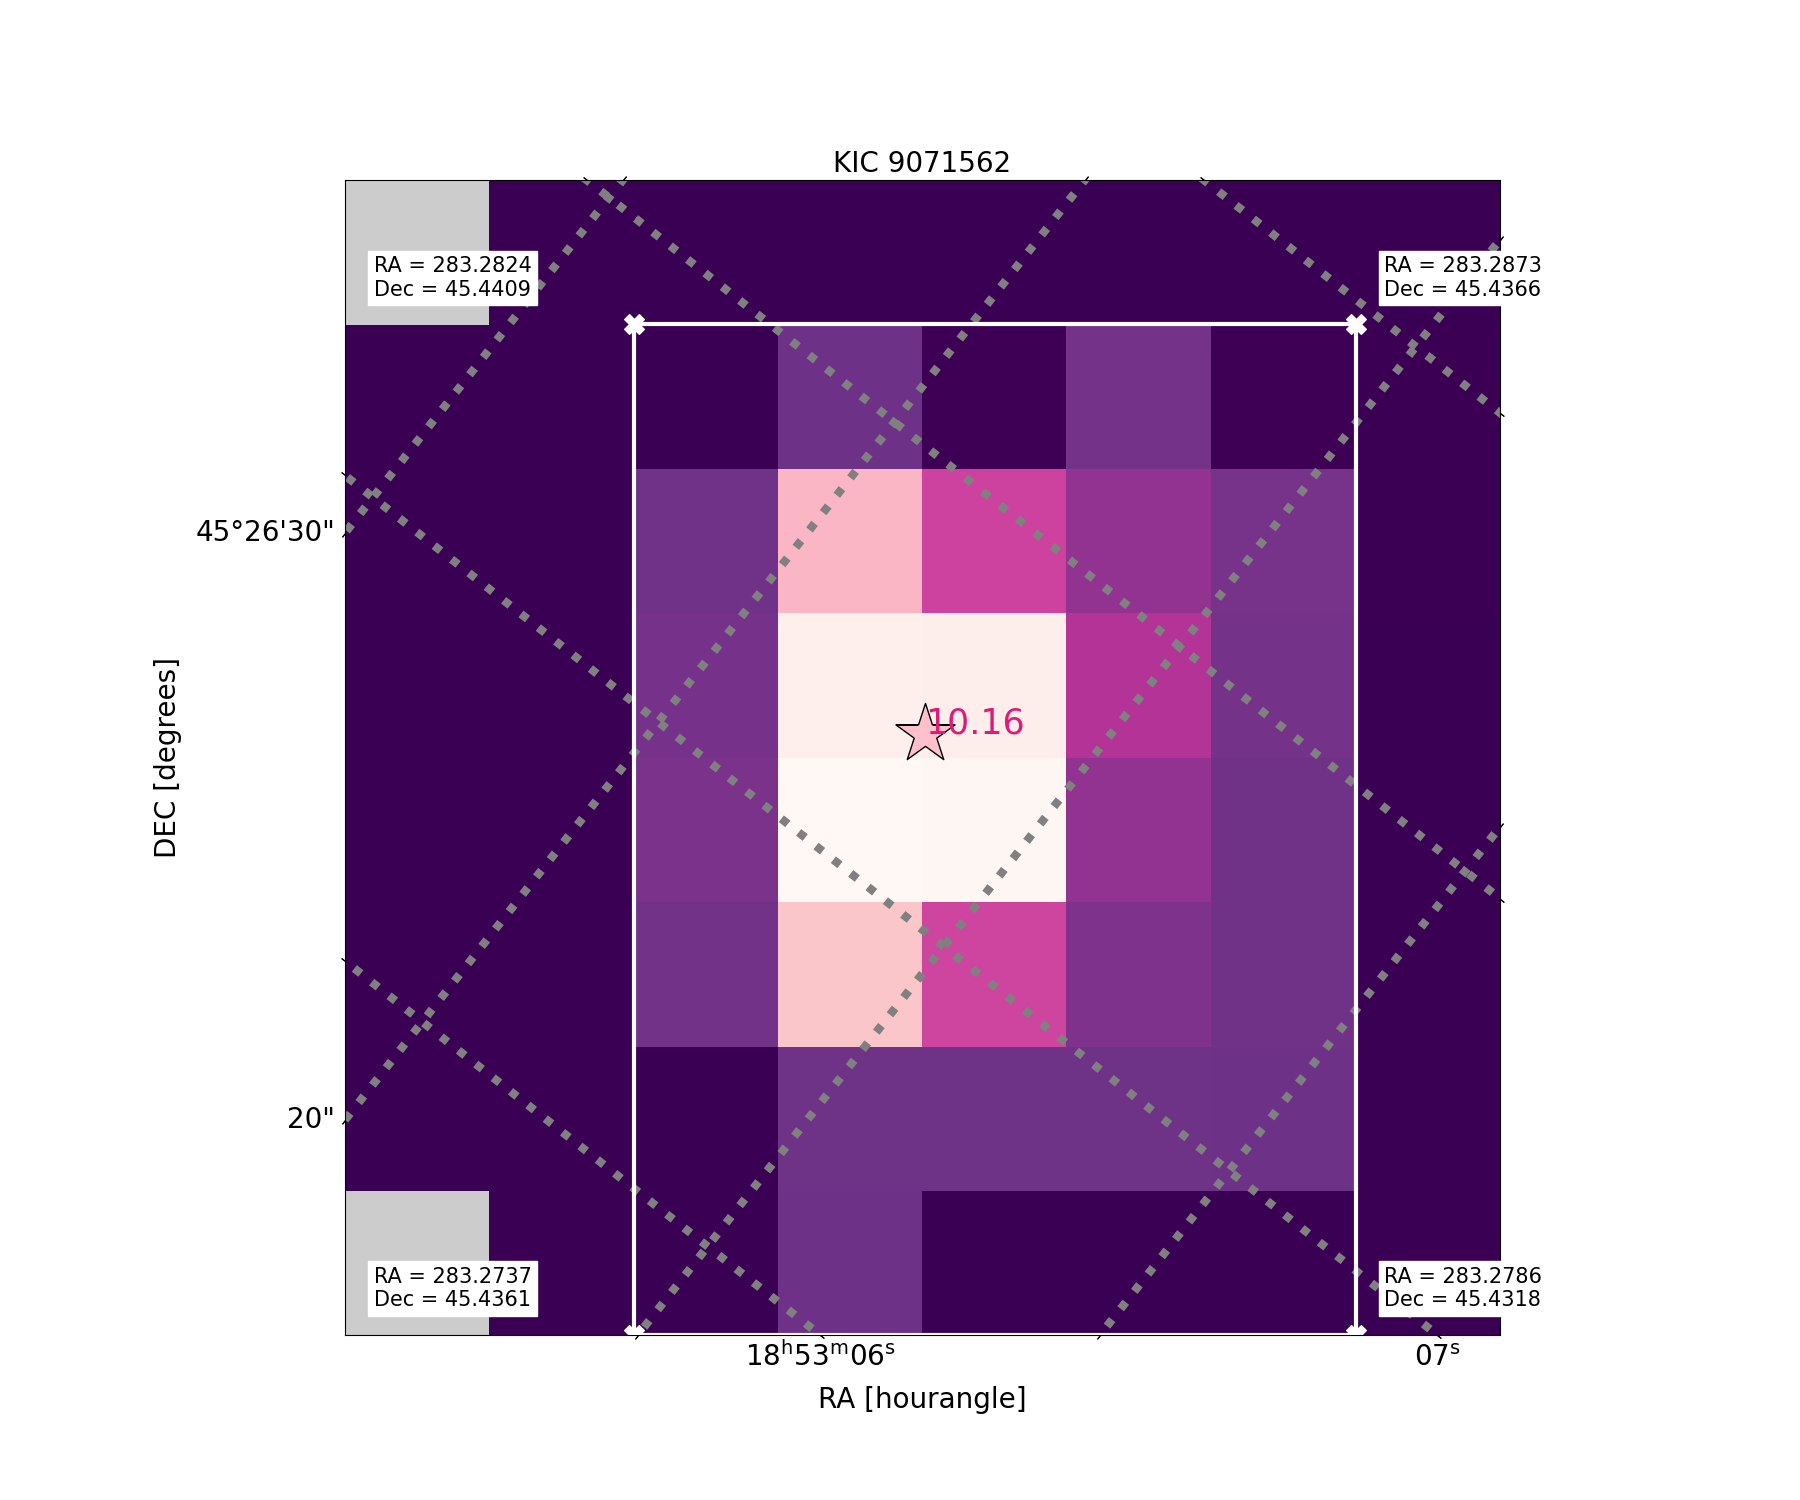 KIC 9071562
RA = 283.2824
Dec = 45.4409
RA = 283.2873
Dec = 45.4366
45°26'30"
10.16
DEC [degrees]
20"
RA = 283.2737
Dec = 45.4361
RA = 283.2786
Dec = 45.4318
18ʰ53ᵐ06ˢ
07ˢ
RA [hourangle]